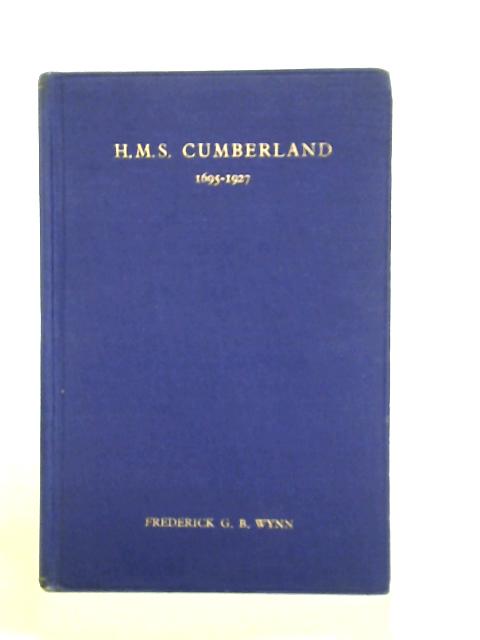 H.M.S. CUMBERLAND
1695-1927
FREDERICK G. B. WYNN